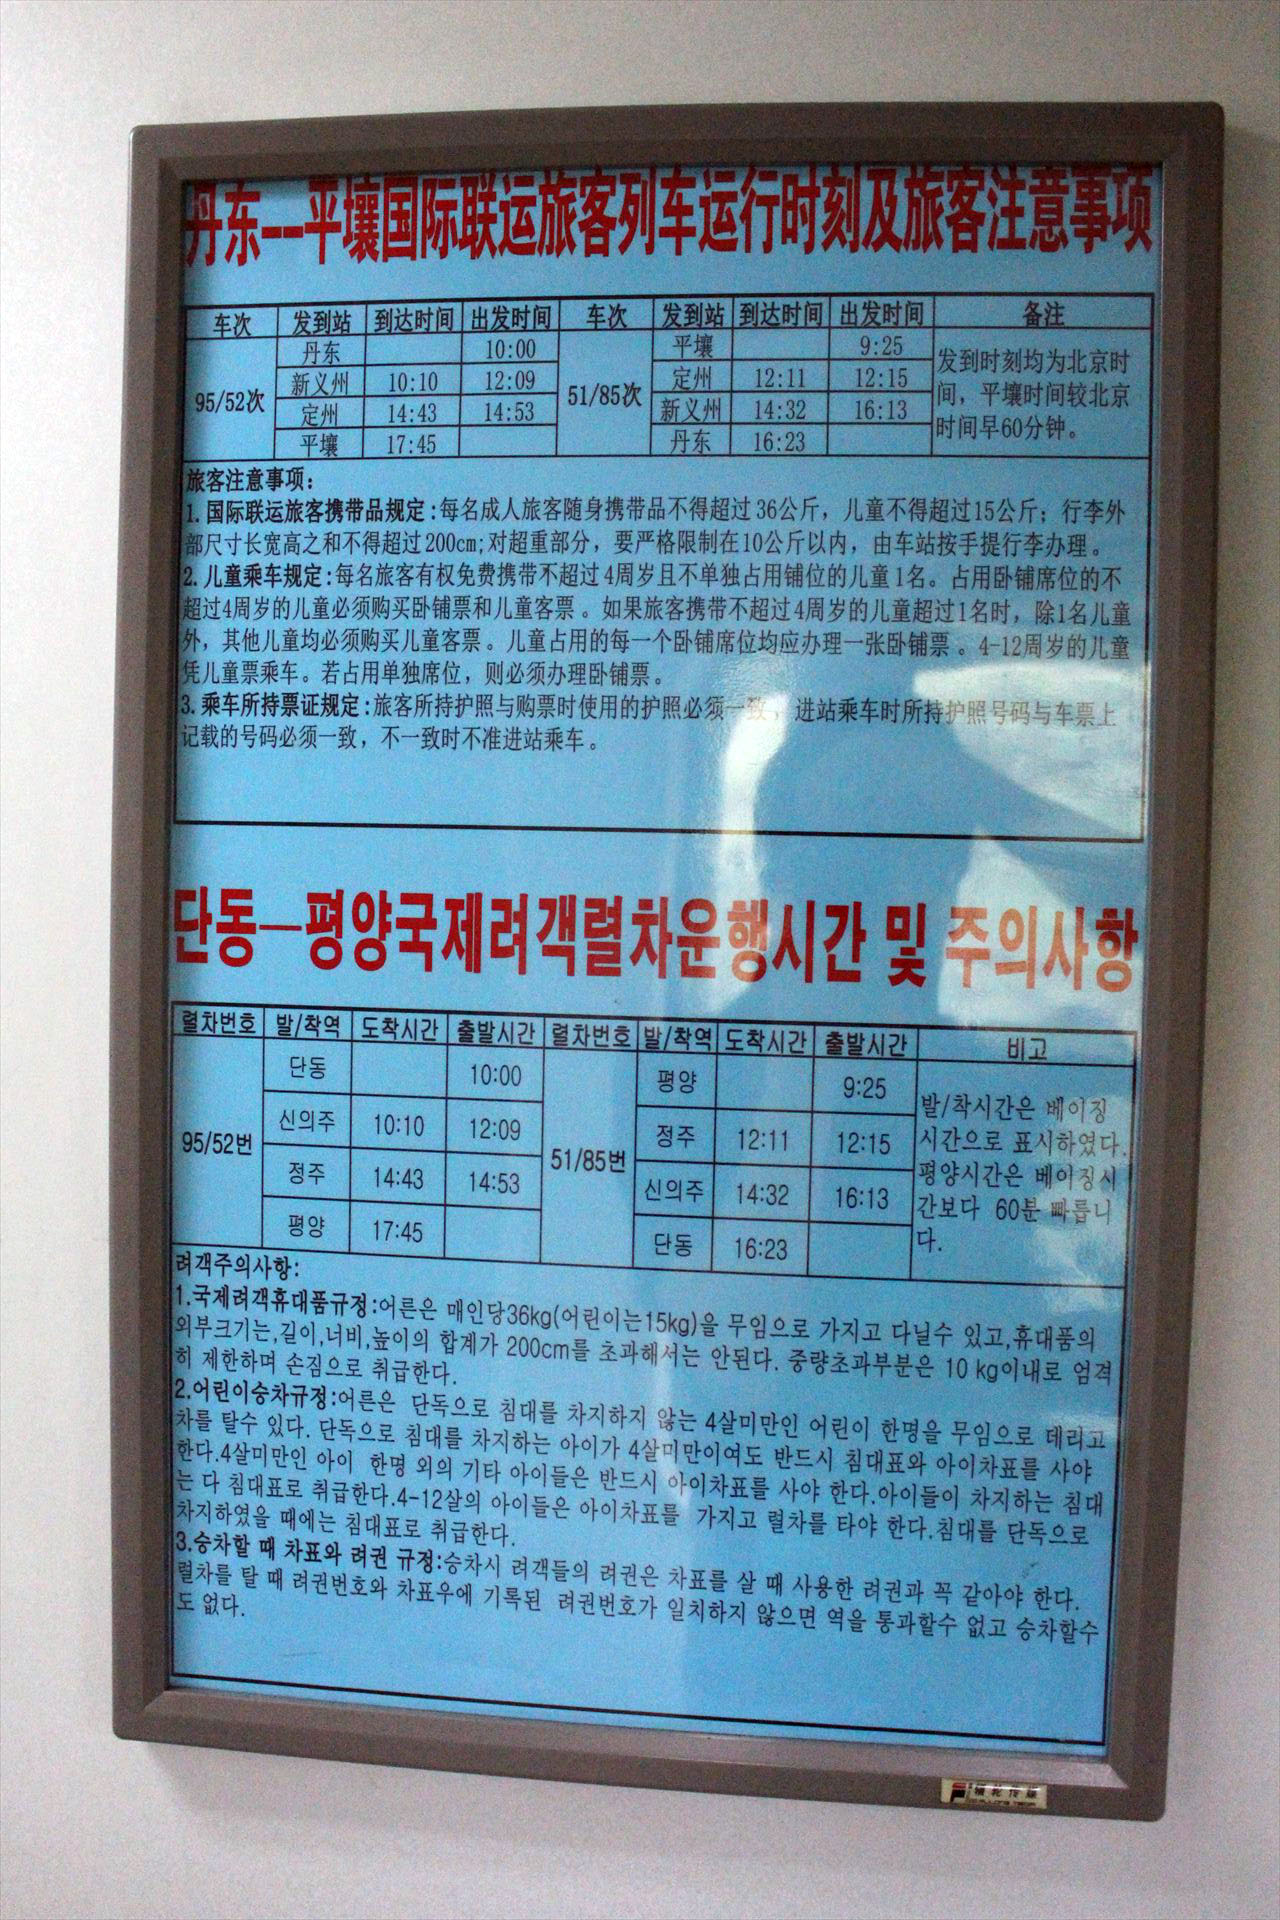 丹东--平壤国际联运旅客列车运行时刻及旅客注意事项
车次 发到站 到达时间 出发时间 车次 发到站 到达时间 出发时间 备注
95/52次 丹东 10:00 51/85次 平壤 9:25
新义州 10:10 12:09 定州 12:11 12:15
定州 14:43 14:53 新义州 14:32 16:13
平壤 17:45 丹东 16:23
发到时刻均为北京时
间，平壤时间较北京
时间早60分钟。
旅客注意事项：
1. 国际联运旅客携带品规定:每名成人旅客随身携带品不得超过36公斤，儿童不得超过15公斤；行李外
部尺寸长宽高之和不得超过200cm;对超重部分，要严格限制在10公斤以内，由车站按手提行李办理。
2. 儿童乘车规定:每名旅客有权免费携带不超过4周岁且不单独占用铺位的儿童1名。占用卧铺席位的不
超过4周岁的儿童必须购买卧铺票和儿童客票。如果旅客携带不超过4周岁的儿童超过1名时，除1名儿童
外，其他儿童均必须购买儿童客票。儿童占用的每一个卧铺席位均应办理一张卧铺票。4-12周岁的儿童
凭儿童票乘车。若占用单独席位，则必须办理卧铺票。
3. 乘车所持票证规定:旅客所持护照与购票时使用的护照必须一致，进站乘车时所持护照号码与车票上
记载的号码必须一致，不一致时不准进站乘车。
단동—평양국제려객렬차운행시간 및 주의사항
렬차번호 발/착역 도착시간 출발시간 렬차번호 발/착역 도착시간 출발시간 비고
95/52번 단동 10:00 51/85번 평양 9:25
신의주 10:10 12:09 정주 12:11 12:15
정주 14:43 14:53 신의주 14:32 16:13
평양 17:45 단동 16:23
발/착시간은 베이징
시간으로 표시하였다.
평양시간은 베이징시
간보다 60분 빠릅니
다.
려객주의사항:
1.국제려객휴대품규정:어른은 매인당36kg(어린이는15kg)을 무임으로 가지고 다닐수 있고,휴대품의
외부크기는,길이,너비,높이의 합계가 200cm를 초과해서는 안된다. 중량초과부분은 10 kg이내로 엄격
히 제한하며 손짐으로 취급한다.
2.어린이승차규정:어른은 단독으로 침대를 차지하지 않는 4살미만인 어린이 한명을 무임으로 데리고
차를 탈수 있다. 단독으로 침대를 차지하는 아이가 4살미만이여도 반드시 침대표와 아이차표를 사야
한다.4살미만인 아이 한명 외의 기타 아이들은 반드시 아이차표를 사야 한다.아이들이 차지하는 침대
는 다 침대표로 취급한다.4-12살의 아이들은 아이차표를 가지고 렬차를 타야 한다.침대를 단독으로
차지하였을 때에는 침대표로 취급한다.
3.승차할 때 차표와 려권 규정:승차시 려객들의 려권은 차표를 살 때 사용한 려권과 꼭 같아야 한다.
렬차를 탈 때 려권번호와 차표우에 기록된 려권번호가 일치하지 않으면 역을 통과할수 없고 승차할수
도 없다.